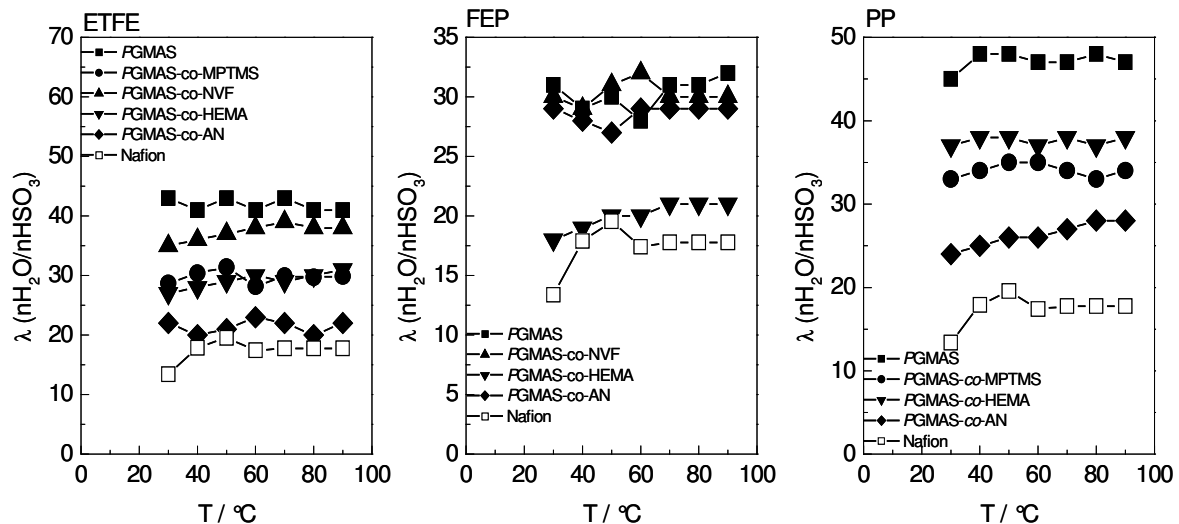 ETFE
70
60
50
40
30
20
10
0
λ (nH2O/nHSO3)
PGMAS
PGMAS-co-MPTMS
PGMAS-co-NVF
PGMAS-co-HEMA
PGMAS-co-AN
Nafion
0 20 40 60 80 100
T / °C
FEP
35
30
25
20
15
10
5
0
λ (nH2O/nHSO3)
PGMAS
PGMAS-co-NVF
PGMAS-co-HEMA
PGMAS-co-AN
Nafion
0 20 40 60 80 100
T / °C
PP
50
40
30
20
10
0
λ (nH2O/nHSO3)
PGMAS
PGMAS-co-MPTMS
PGMAS-co-HEMA
PGMAS-co-AN
Nafion
0 20 40 60 80 100
T / °C